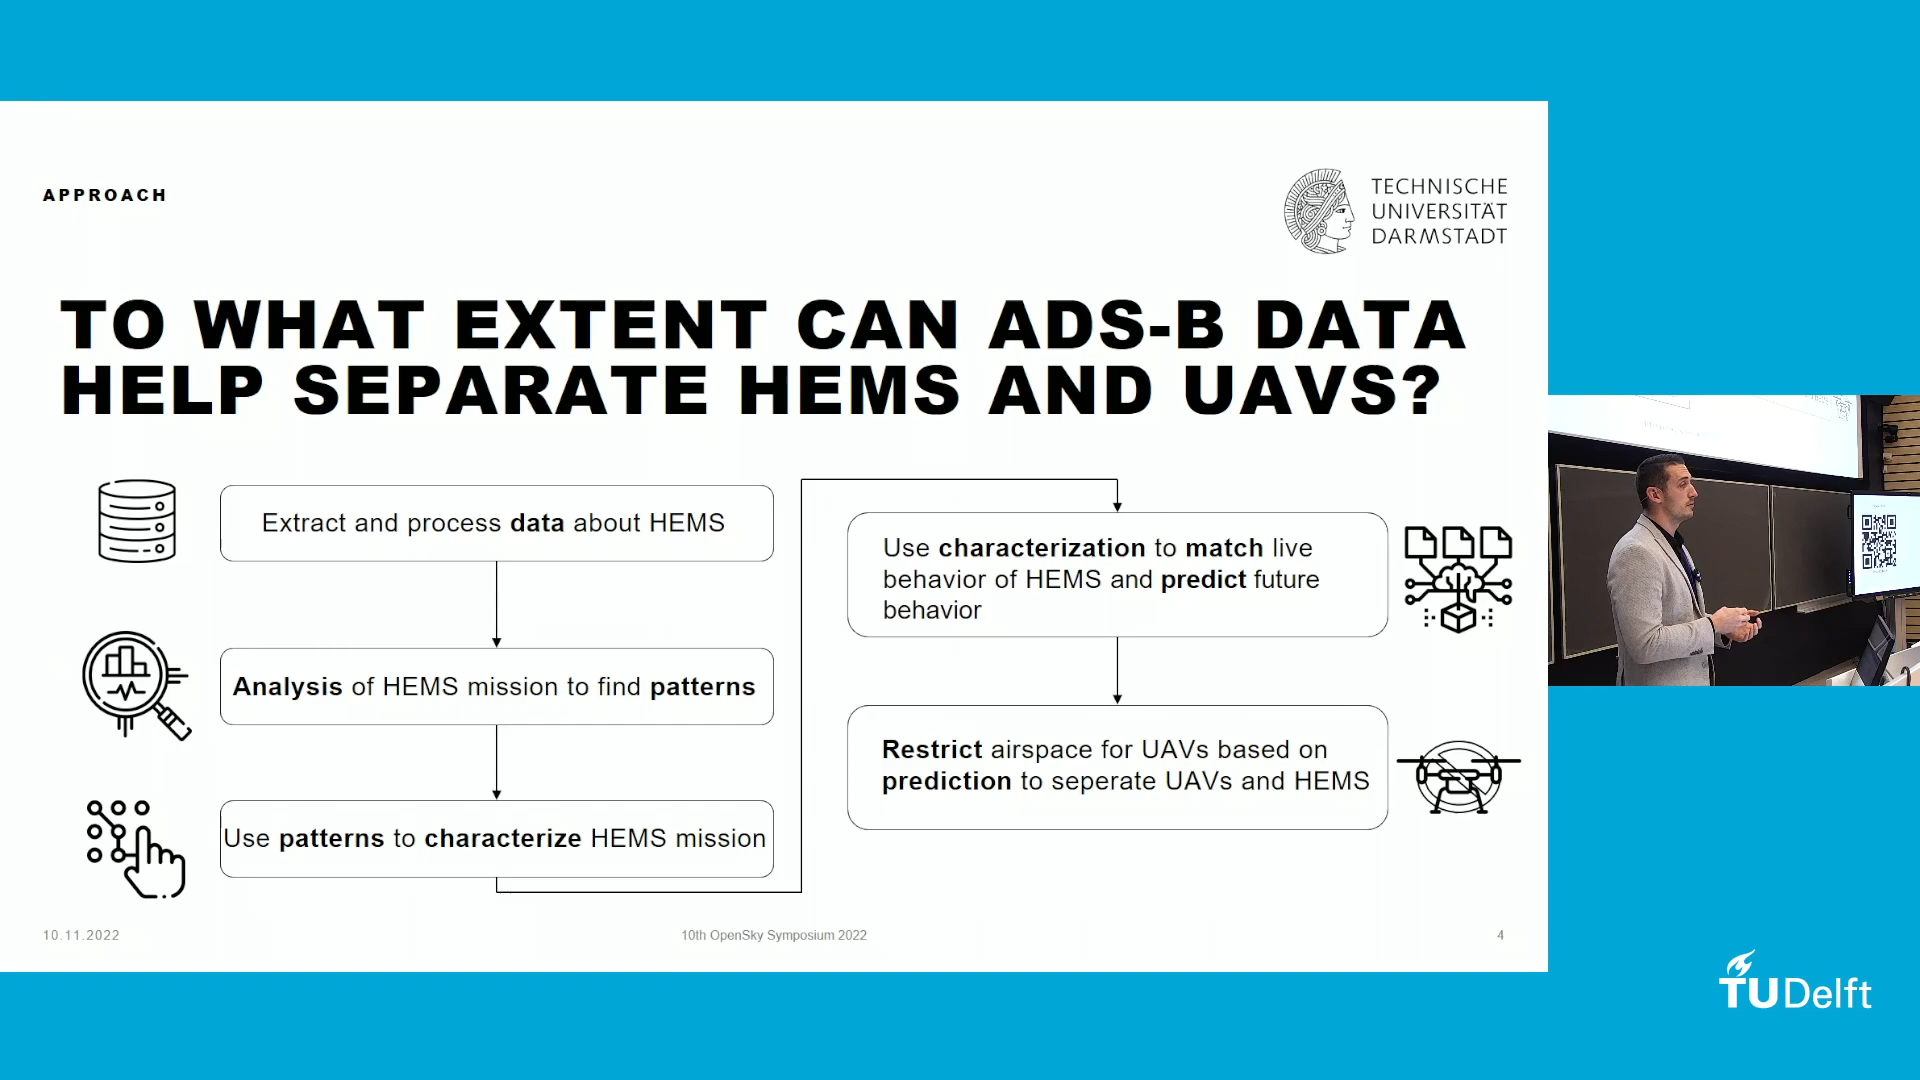 APPROACH
TECHNISCHE
UNIVERSITÄT
DARMSTADT
TO WHAT EXTENT CAN ADS-B DATA
HELP SEPARATE HEMS AND UAVS?
Extract and process data about HEMS
Analysis of HEMS mission to find patterns
Use patterns to characterize HEMS mission
Use characterization to match live
behavior of HEMS and predict future
behavior
Restrict airspace for UAVs based on
prediction to seperate UAVs and HEMS
10.11.2022
10th OpenSky Symposium 2022
4
TUDelft